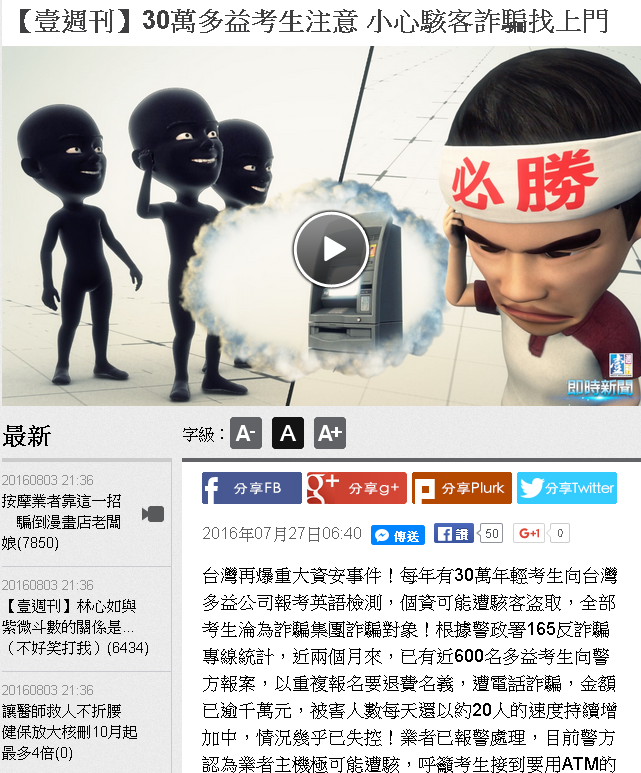 【壹週刊】30萬多益考生注意 小心駭客詐騙找上門
必勝
壹週刊
即時新聞
最新
字級：A- A A+
20160803 21:36
按摩業者靠這一招
騙倒漫畫店老闆
娘(7850)
20160803 21:36
【壹週刊】林心如與
紫微斗數的關係是...
（不好笑打我）(6434)
20160803 21:36
讓醫師救人不折腰
健保放大核刪10月起
最多4倍(0)
分享FB 分享g+ 分享Plurk 分享Twitter
2016年07月27日06:40 傳送 讚 50 G+1 0
台灣再爆重大資安事件！每年有30萬年輕考生向台灣
多益公司報考英語檢測，個資可能遭駭客盜取，全部
考生淪為詐騙集團詐騙對象！根據警政署165反詐騙
專線統計，近兩個月來，已有近600名多益考生向警
方報案，以重複報名要退費名義，遭電話詐騙，金額
已逾千萬元，被害人數每天還以約20人的速度持續增
加中，情況幾乎已失控！業者已報警處理，目前警方
認為業者主機極可能遭駭，呼籲考生接到要用ATM的